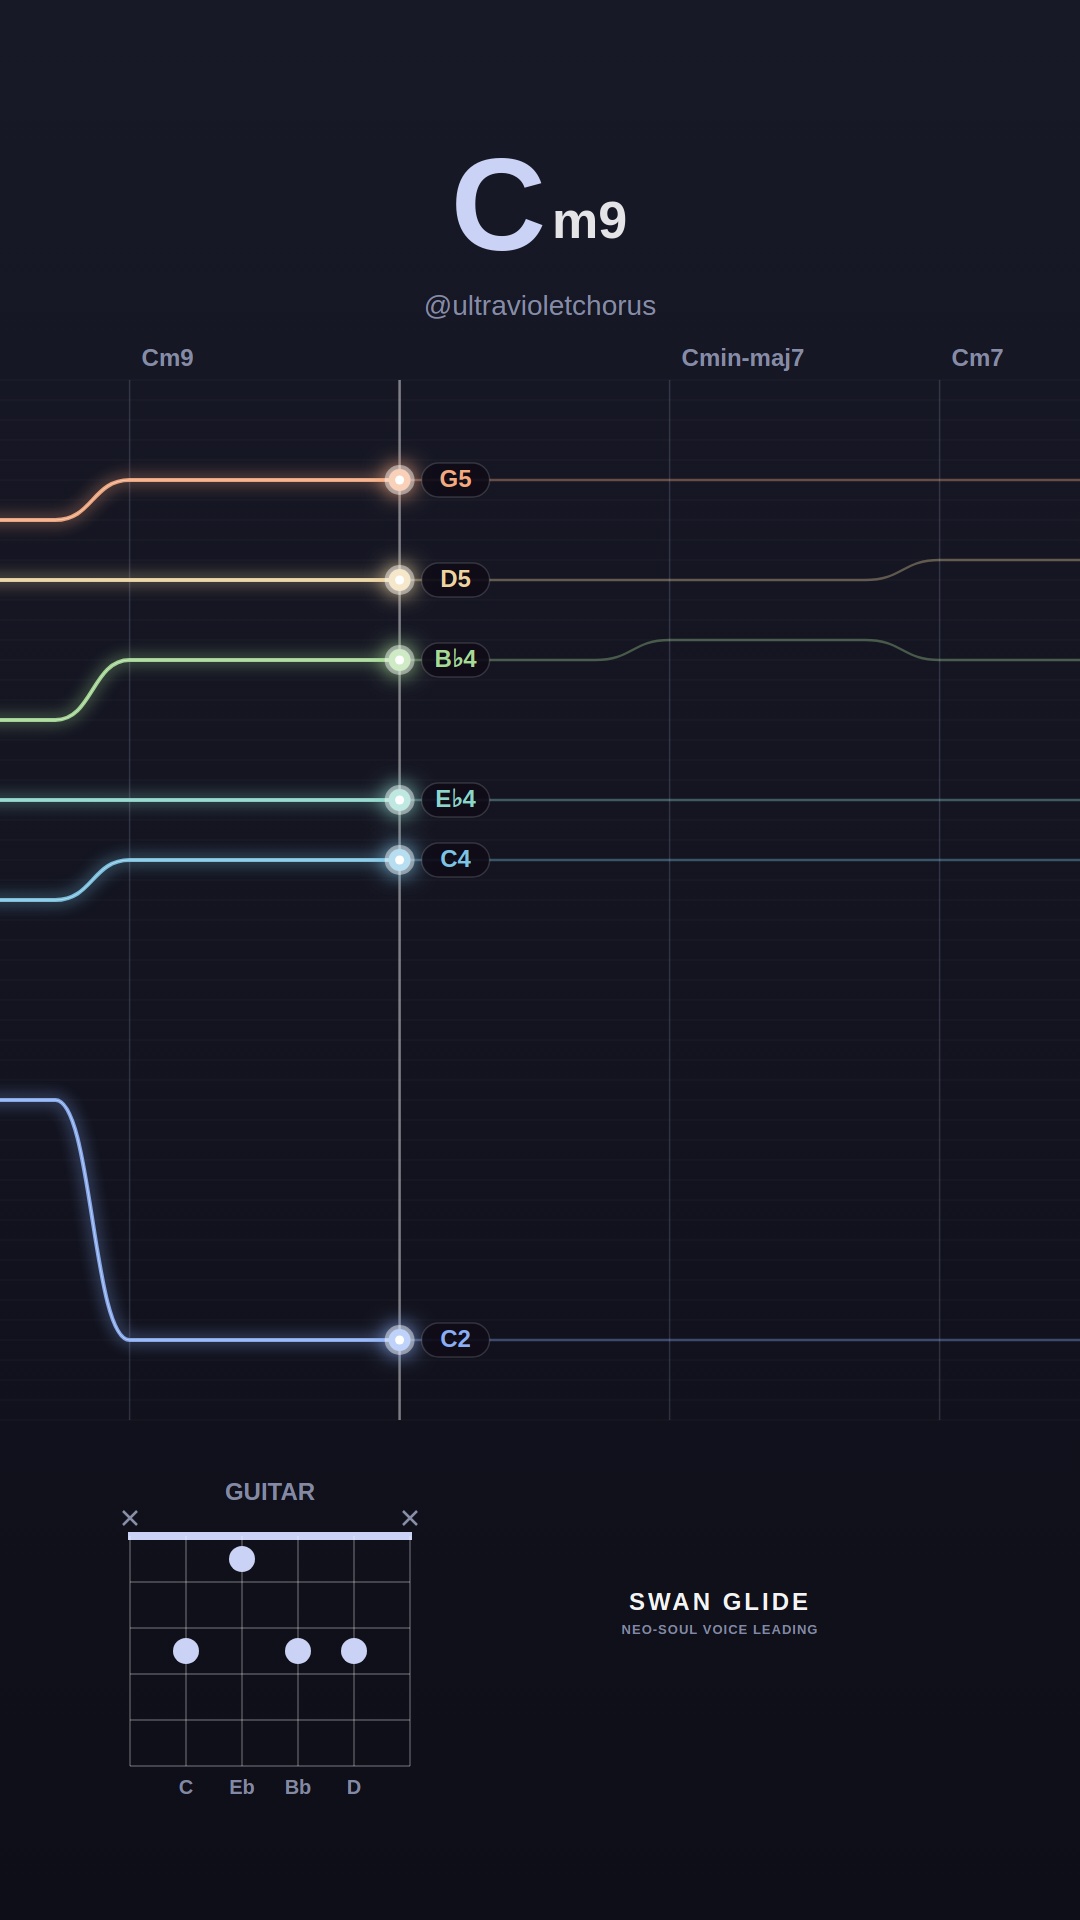 Cm9
@ultravioletchorus
Cm9 Cmin-maj7 Cm7
G5
D5
B♭4
E♭4
C4
C2
GUITAR
× ×
SWAN GLIDE
NEO-SOUL VOICE LEADING
C Eb Bb D